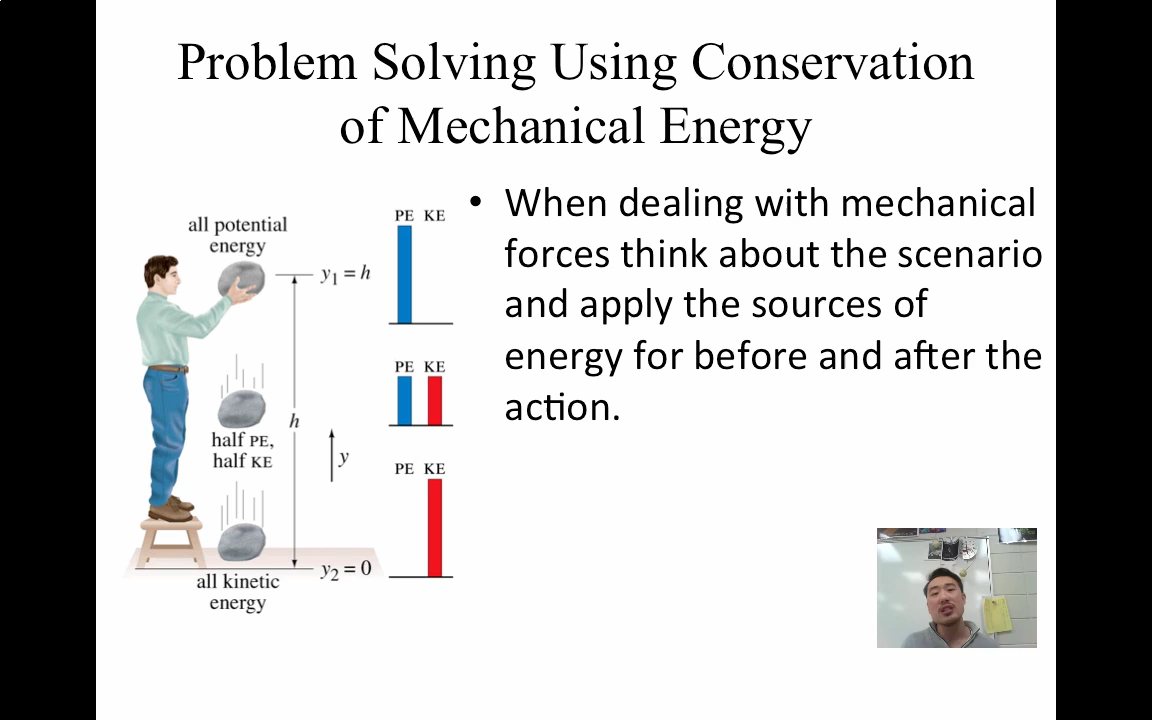 Problem Solving Using Conservation
of Mechanical Energy
all potential
energy
y₁ = h
PE KE
half PE,
half KE
h
y
PE KE
all kinetic
energy
y₂ = 0
PE KE
• When dealing with mechanical
forces think about the scenario
and apply the sources of
energy for before and after the
action.